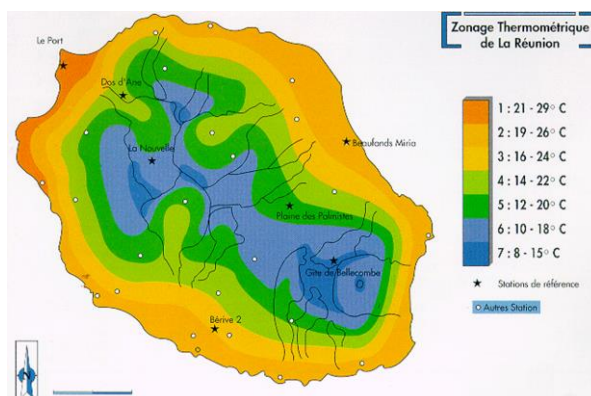 Zonage Thermométrique
de La Réunion
Le Port
Dos d'Ane
La Nouvelle
Beaufands Miria
Plaine des Palmistes
Gîte de Bellecombe
Bérive 2
1 : 21 - 29° C
2 : 19 - 26° C
3 : 16 - 24° C
4 : 14 - 22° C
5 : 12 - 20° C
6 : 10 - 18° C
7 : 8 - 15° C
Stations de référence
Autres Station
N